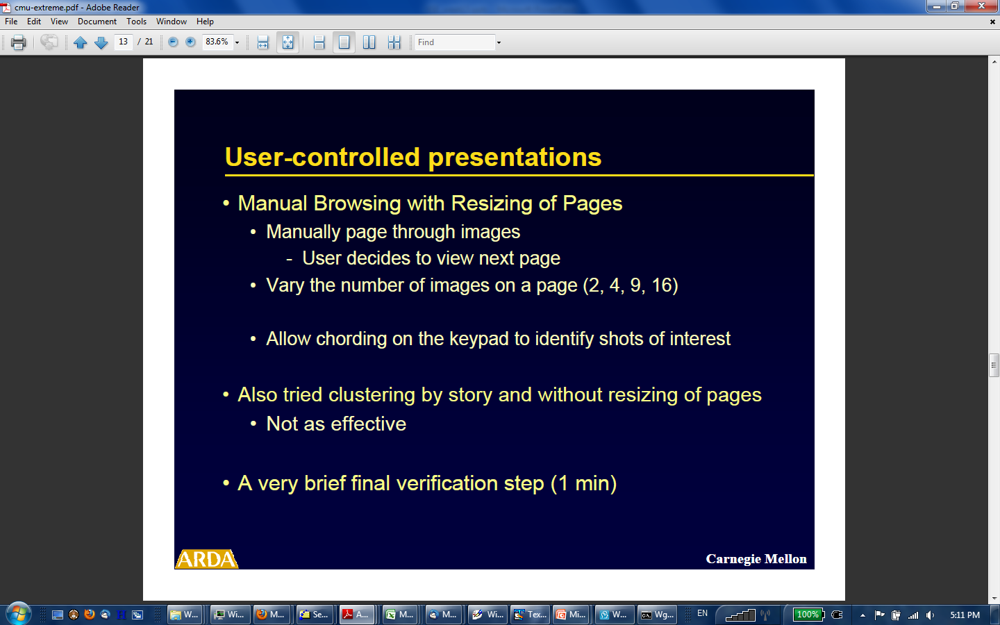 cmu-extreme.pdf - Adobe Reader
File Edit View Document Tools Window Help
13 / 21 83.6% Find
User-controlled presentations
• Manual Browsing with Resizing of Pages
• Manually page through images
- User decides to view next page
• Vary the number of images on a page (2, 4, 9, 16)
• Allow chording on the keypad to identify shots of interest
• Also tried clustering by story and without resizing of pages
• Not as effective
• A very brief final verification step (1 min)
ARDA
Carnegie Mellon
W... Wi... M... Se... A... M... M... Wi... Tex... Mi... W... Wg... EN 100% 5:11 PM